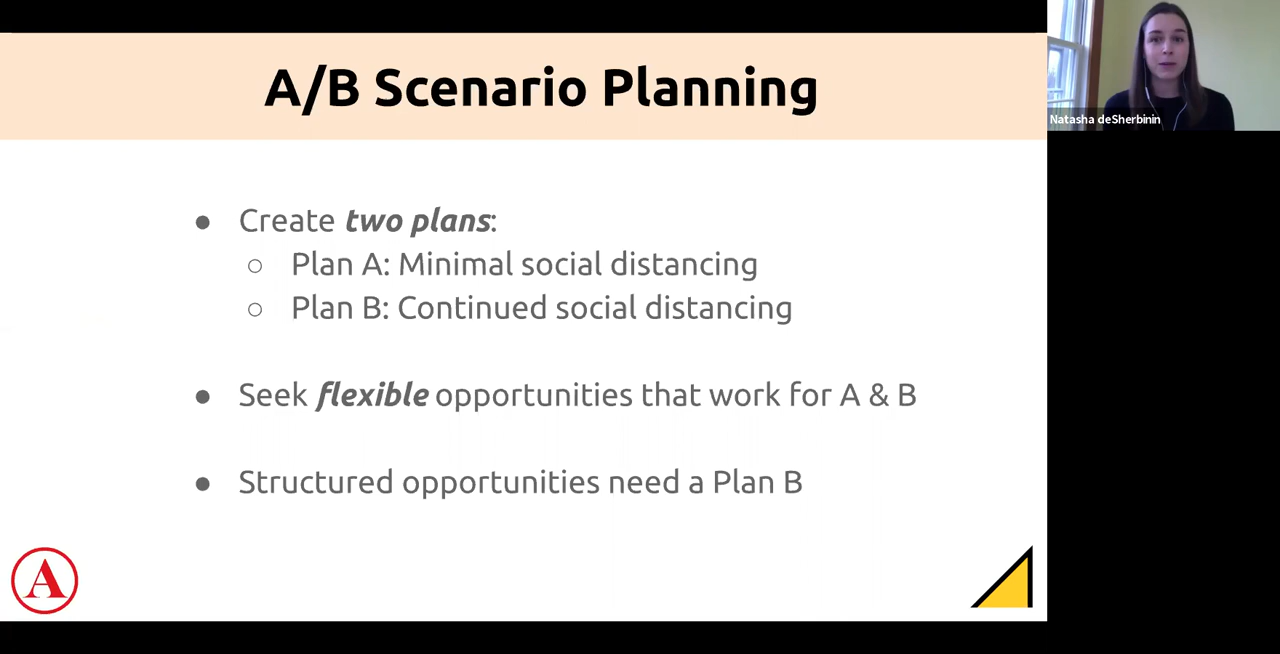 A/B Scenario Planning
Natasha deSherbinin
● Create two plans:
○ Plan A: Minimal social distancing
○ Plan B: Continued social distancing
● Seek flexible opportunities that work for A & B
● Structured opportunities need a Plan B
A